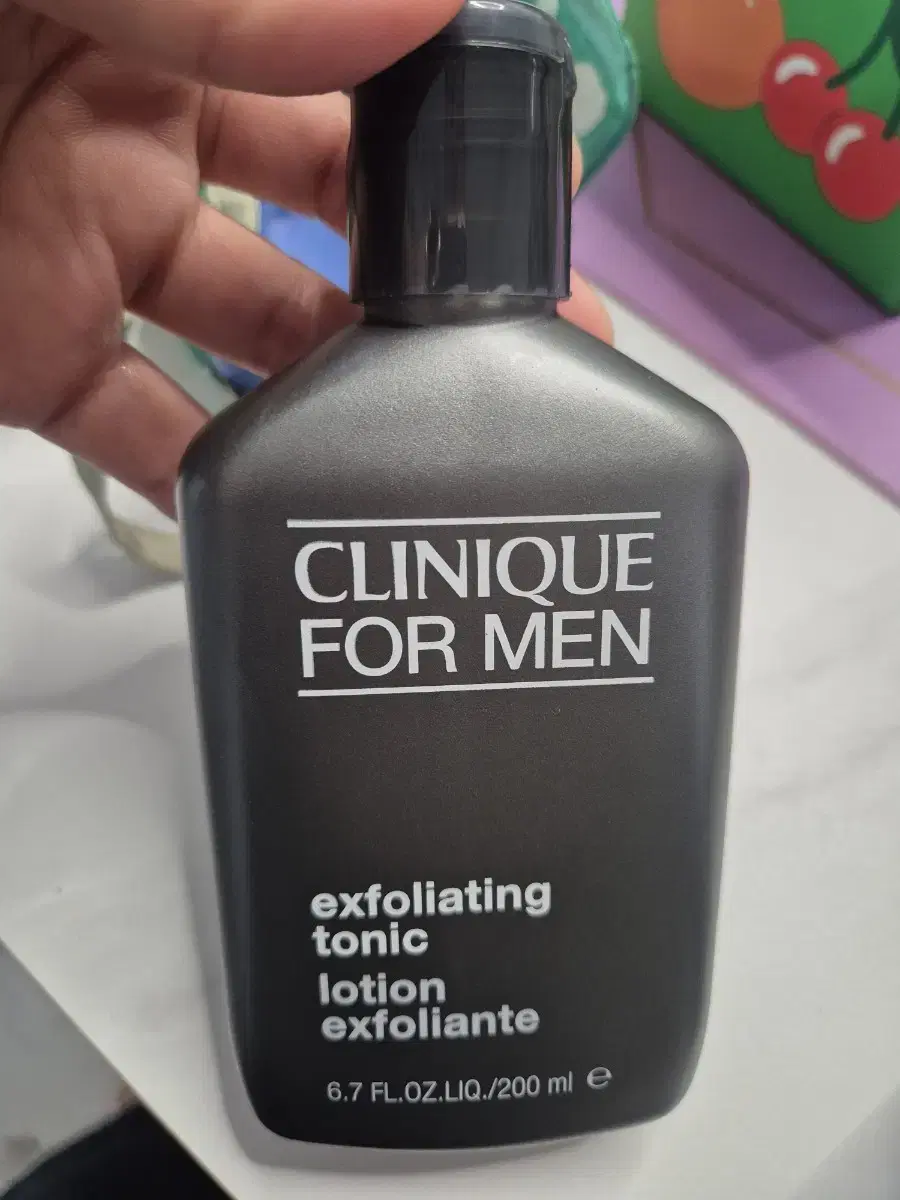 CLINIQUE
FOR MEN
exfoliating
tonic
lotion
exfoliante
6.7 FL.OZ.LIQ./200 ml ℮